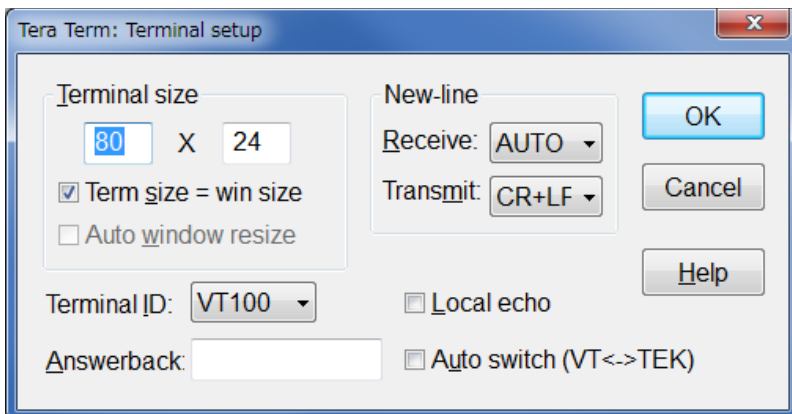 Tera Term: Terminal setup
Terminal size
80 X 24
Term size = win size
Auto window resize
New-line
Receive: AUTO
Transmit: CR+LF
OK
Cancel
Help
Terminal ID: VT100
Local echo
Answerback:
Auto switch (VT<->TEK)